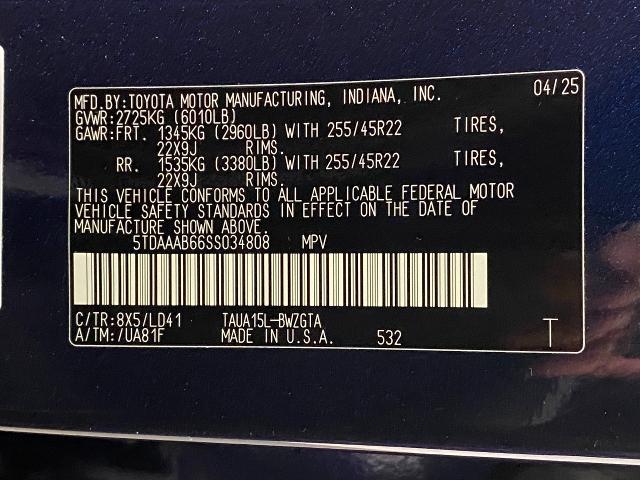 MFD.BY:TOYOTA MOTOR MANUFACTURING, INDIANA, INC. 04/25
GVWR:2725KG (6010LB)
GAWR:FRT. 1345KG (2960LB) WITH 255/45R22 TIRES,
22X9J RIMS.
RR. 1535KG (3380LB) WITH 255/45R22 TIRES,
22X9J RIMS.
THIS VEHICLE CONFORMS TO ALL APPLICABLE FEDERAL MOTOR
VEHICLE SAFETY STANDARDS IN EFFECT ON THE DATE OF
MANUFACTURE SHOWN ABOVE.
5TDAAAB66SS034808 MPV
C/TR:8X5/LD41 TAUA15L-BWZGTA
A/TM:/UA81F MADE IN U.S.A. 532 T